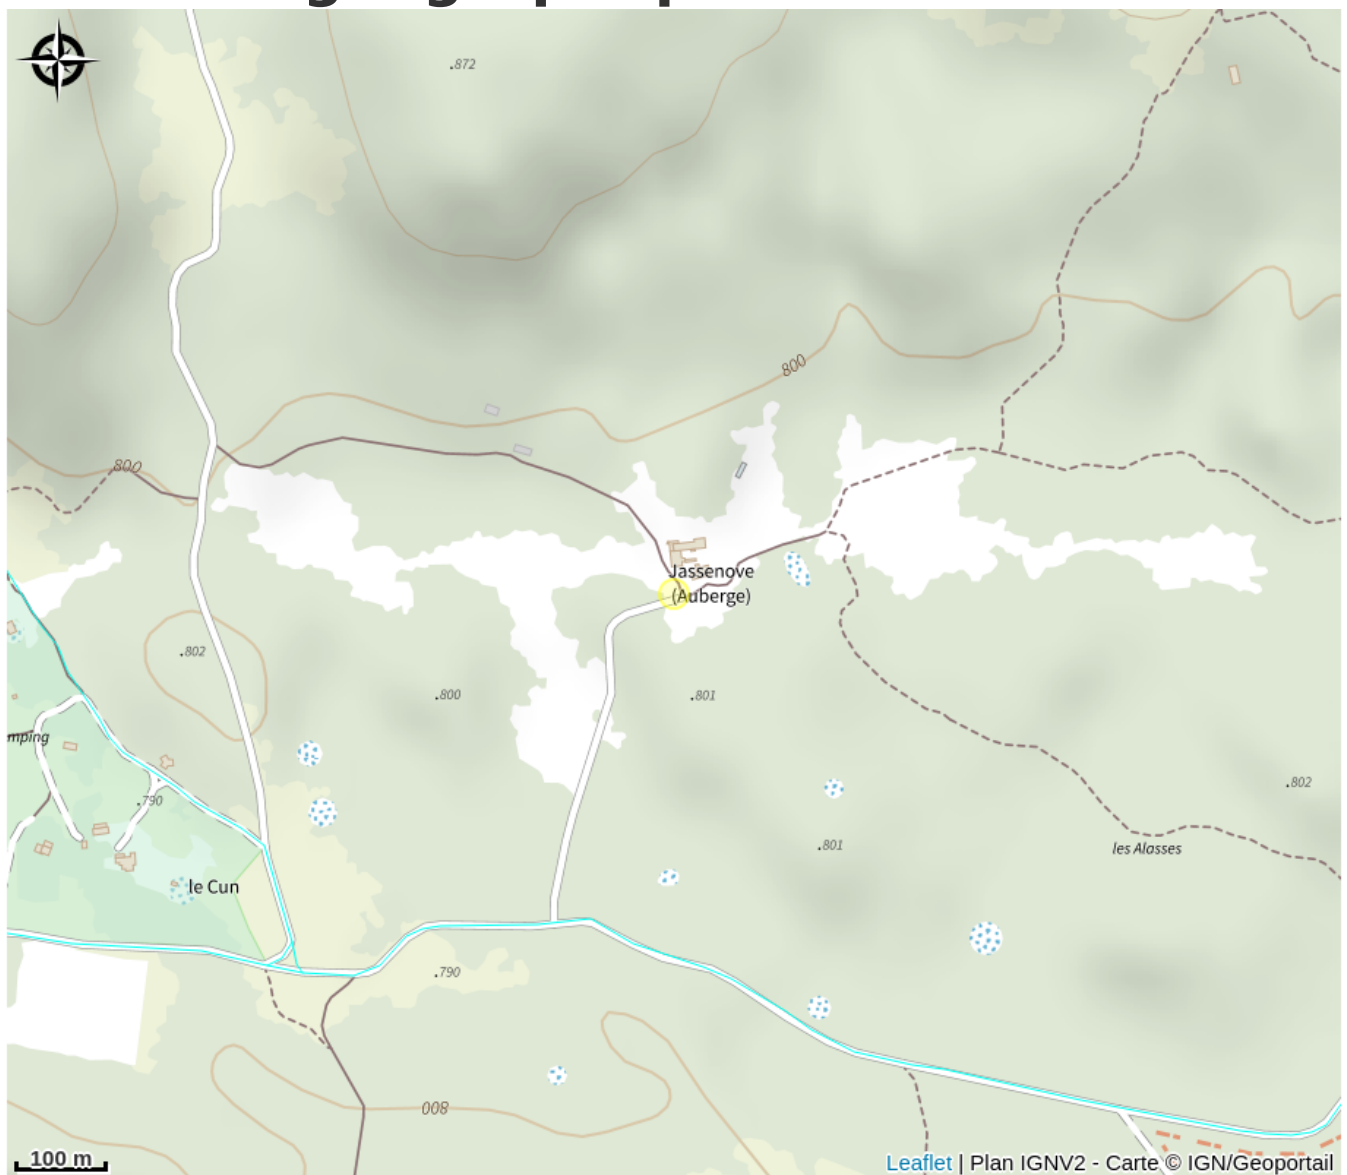 .872
800
800
Jassenove
(Auberge)
.802
.800
.801
mping
.790
.802
.801
les Alasses
le Cun
.790
800
100 m
Leaflet | Plan IGNV2 - Carte © IGN/Geoportail